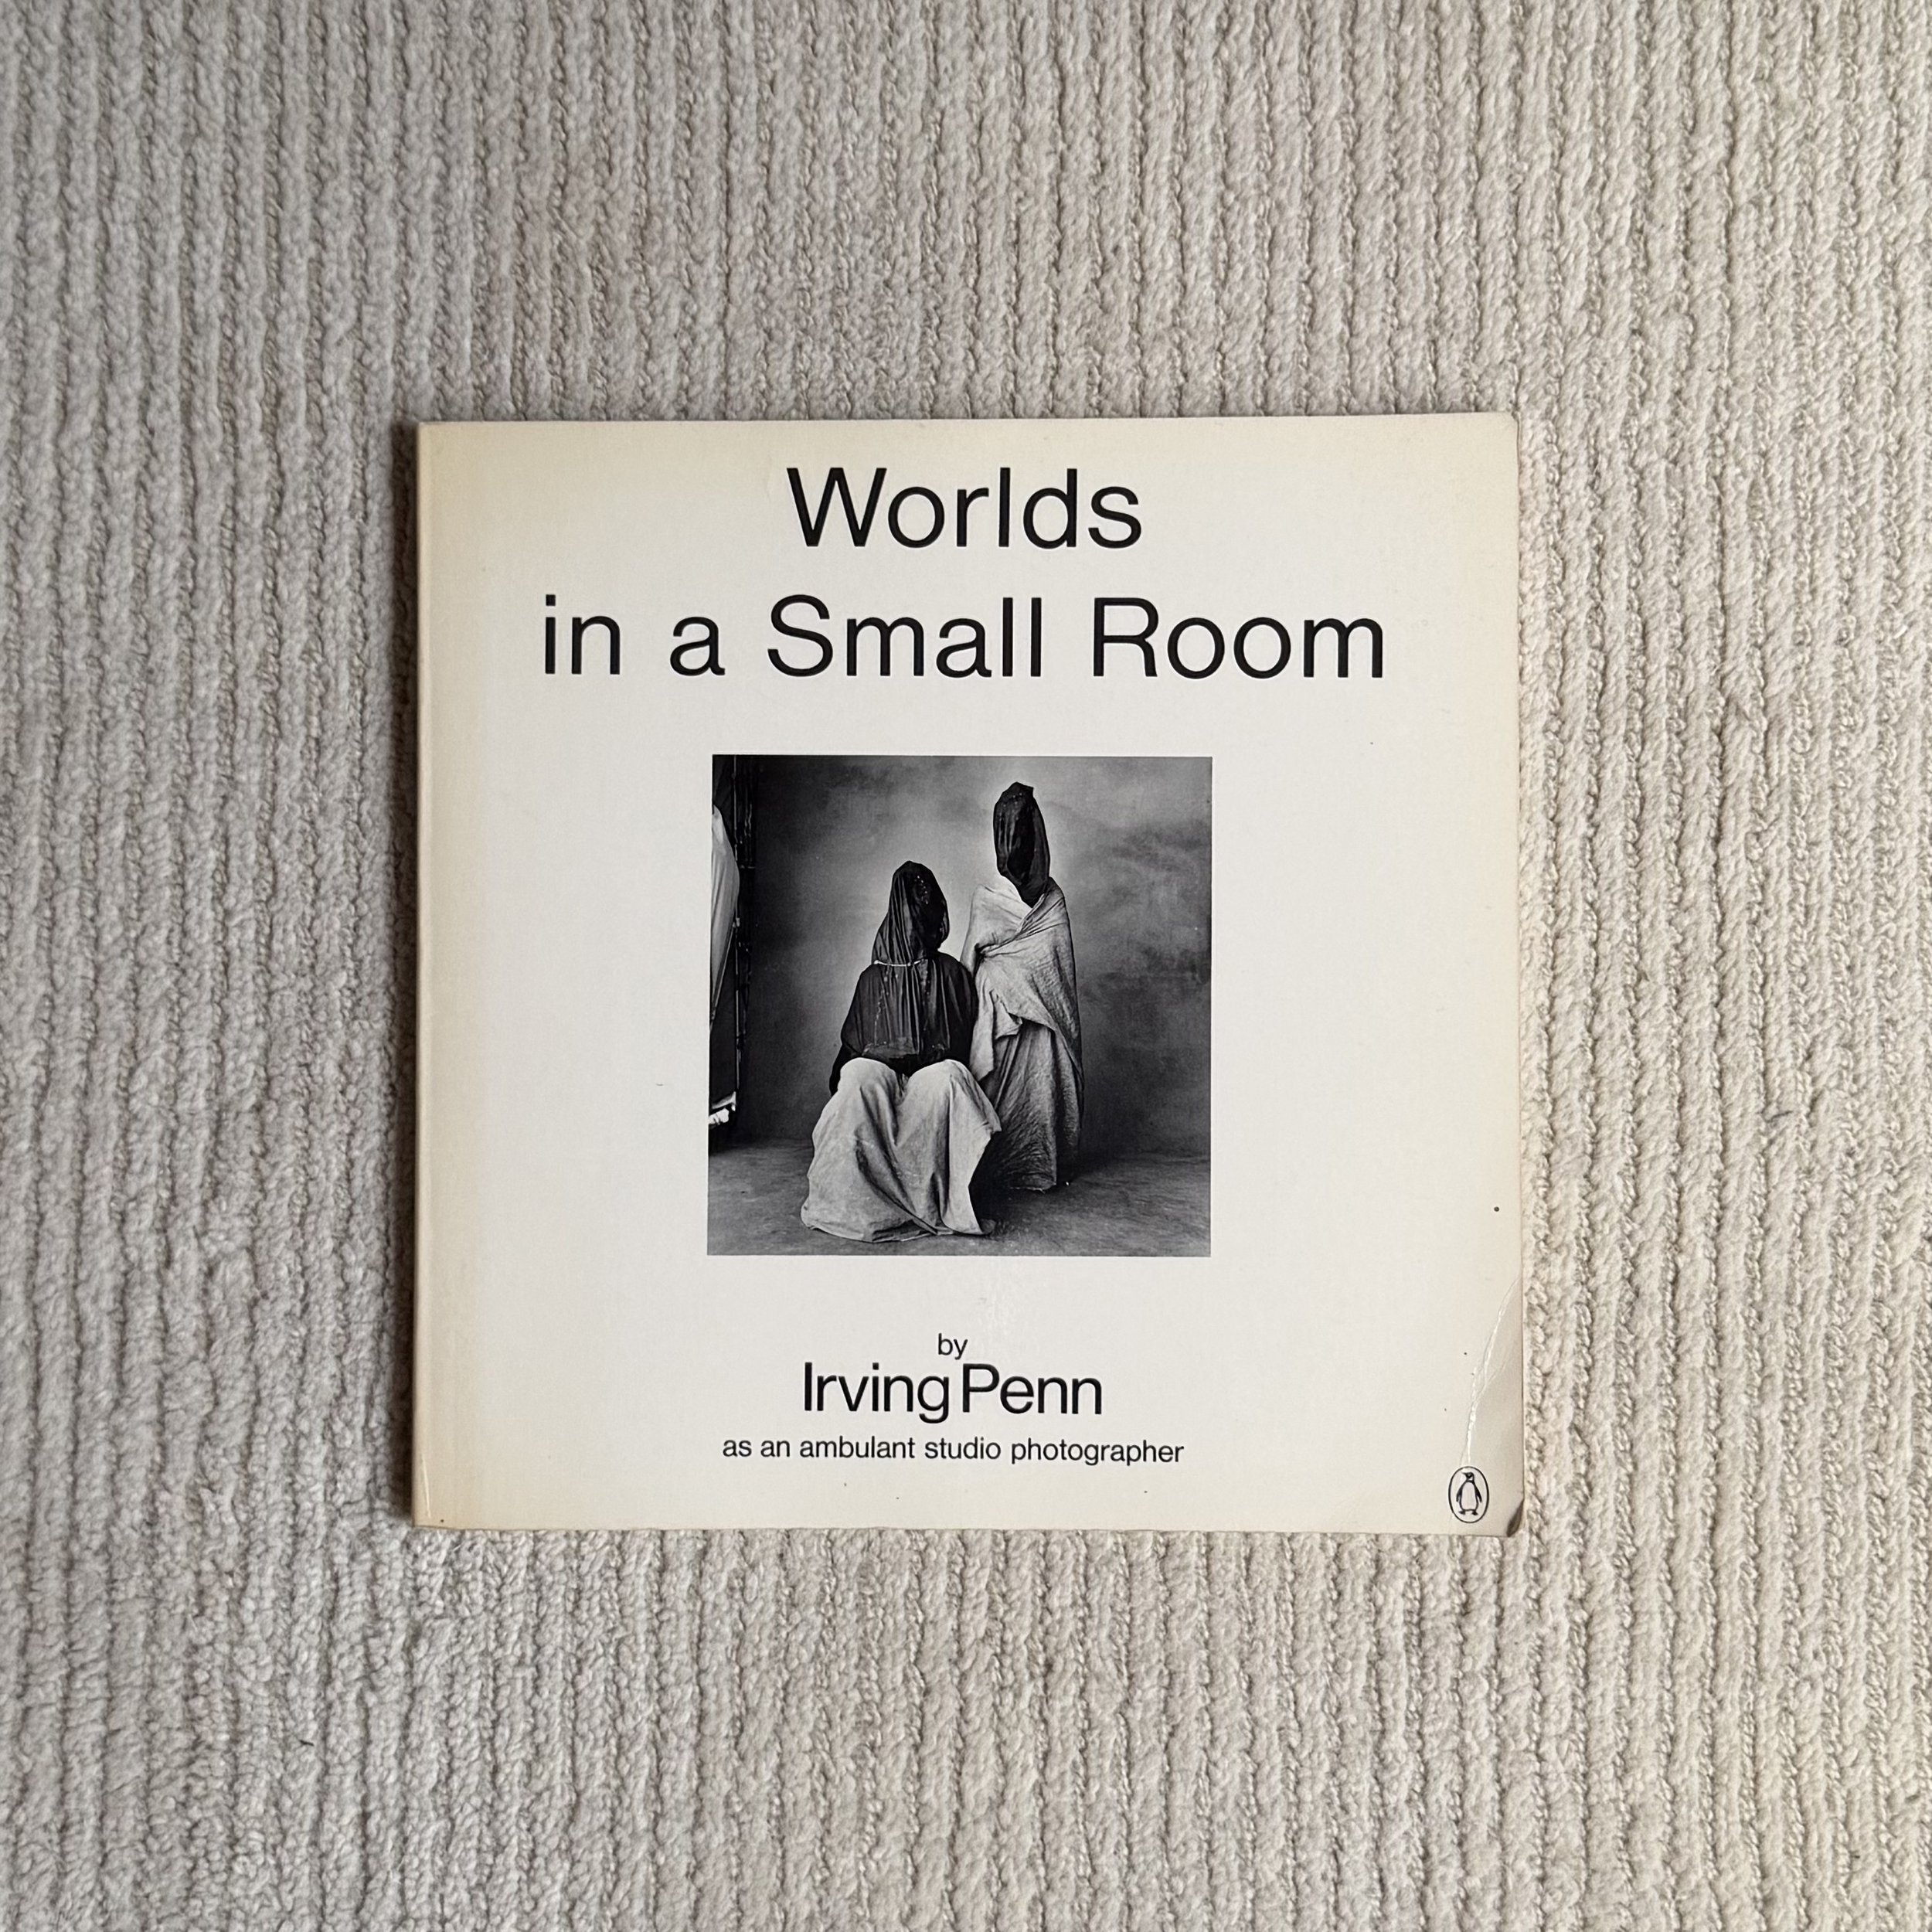 Worlds
in a Small Room
by
Irving Penn
as an ambulant studio photographer